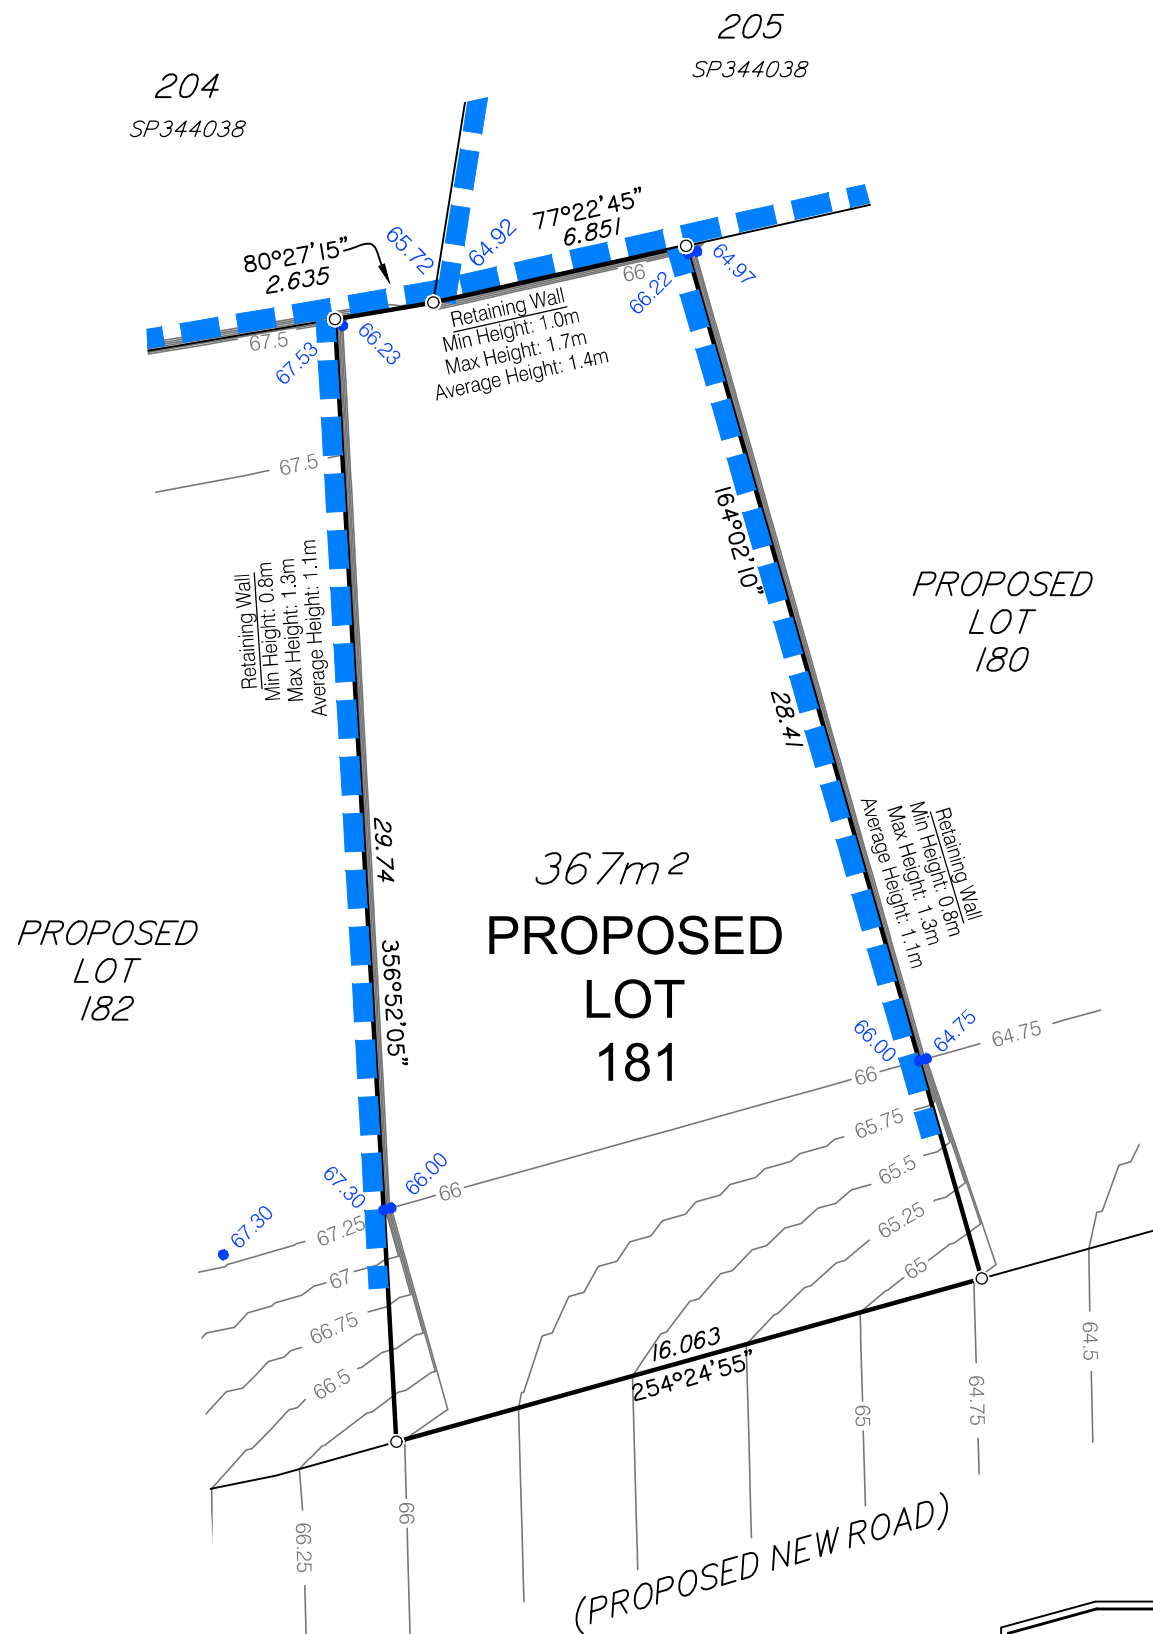 205
SP344038
204
SP344038
77°22'45"
6.851
80°27'15"
2.635
65.72
64.92
64.97
66.22
66
67.5
67.53
66.23
Retaining Wall
Min Height: 1.0m
Max Height: 1.7m
Average Height: 1.4m
67.5
164°02'10"
28.41
Retaining Wall
Min Height: 0.8m
Max Height: 1.3m
Average Height: 1.1m
PROPOSED
LOT
180
29.74
356°52'05"
367m²
PROPOSED
LOT
181
Retaining Wall
Min Height: 0.8m
Max Height: 1.3m
Average Height: 1.1m
PROPOSED
LOT
182
66.00
64.75
64.75
66
65.75
65.5
65.25
65
67.30
66.00
66
67.30
67.25
67
66.75
66.5
16.063
254°24'55"
64.5
64.75
65
66
66.25
(PROPOSED NEW ROAD)